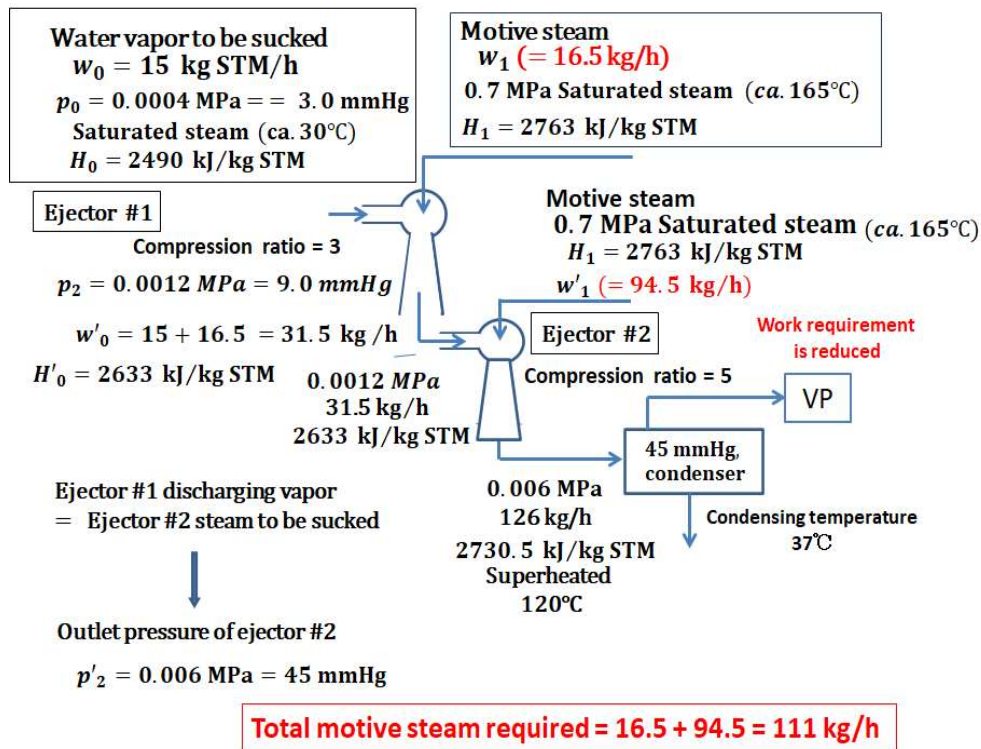 Water vapor to be sucked
w₀ = 15 kg STM/h
p₀ = 0.0004 MPa = = 3.0 mmHg
Saturated steam (ca. 30℃)
H₀ = 2490 kJ/kg STM
Motive steam
w₁ (= 16.5 kg/h)
0.7 MPa Saturated steam (ca. 165℃)
H₁ = 2763 kJ/kg STM
Ejector #1
Compression ratio = 3
p₂ = 0.0012 MPa = 9.0 mmHg
w'₀ = 15 + 16.5 = 31.5 kg /h
H'₀ = 2633 kJ/kg STM
Motive steam
0.7 MPa Saturated steam (ca. 165℃)
H₁ = 2763 kJ/kg STM
w'₁ (= 94.5 kg/h)
Ejector #2
Compression ratio = 5
0.0012 MPa
31.5 kg/h
2633 kJ/kg STM
Work requirement
is reduced
VP
45 mmHg,
condenser
0.006 MPa
126 kg/h
2730.5 kJ/kg STM
Superheated
120℃
Condensing temperature
37℃
Ejector #1 discharging vapor
= Ejector #2 steam to be sucked
Outlet pressure of ejector #2
p'₂ = 0.006 MPa = 45 mmHg
Total motive steam required = 16.5 + 94.5 = 111 kg/h